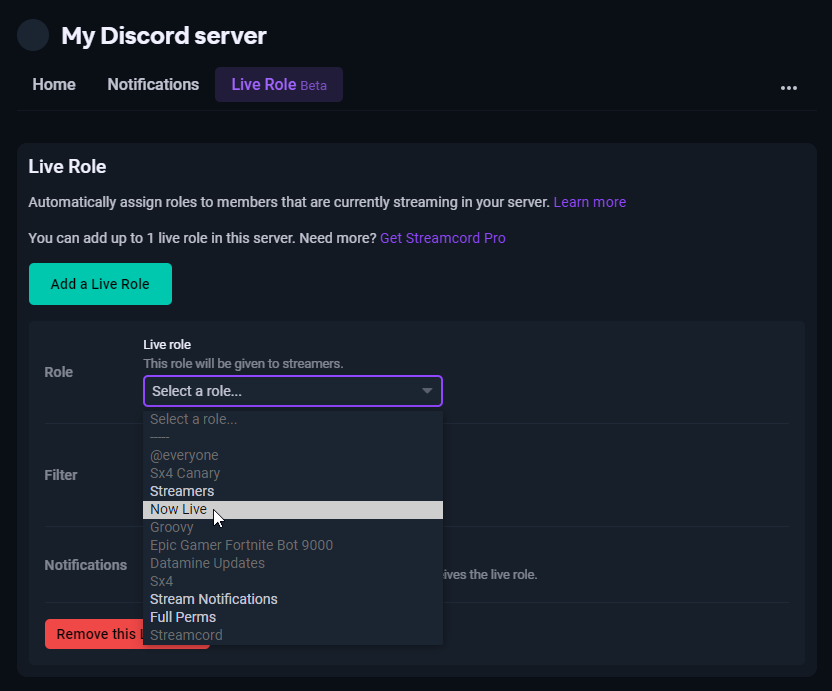 My Discord server
Home Notifications Live Role Beta
Live Role
Automatically assign roles to members that are currently streaming in your server. Learn more
You can add up to 1 live role in this server. Need more? Get Streamcord Pro
Add a Live Role
Role
Live role
This role will be given to streamers.
Select a role...
Select a role...
-----
@everyone
Sx4 Canary
Streamers
Now Live
Groovy
Epic Gamer Fortnite Bot 9000
Datamine Updates
Sx4
Stream Notifications
Full Perms
Streamcord
Filter
Notifications
the live role.
Remove this